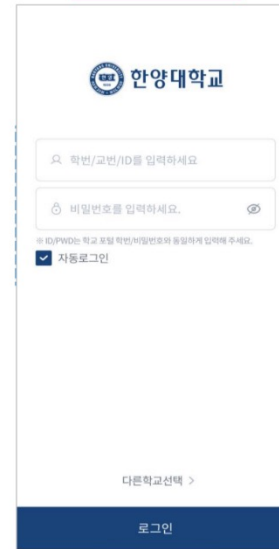 한양대학교
학번/교번/ID를 입력하세요
비밀번호를 입력하세요.
※ ID/PWD는 학교 포털 학번/비밀번호와 동일하게 입력해 주세요.
자동로그인
다른학교선택 >
로그인